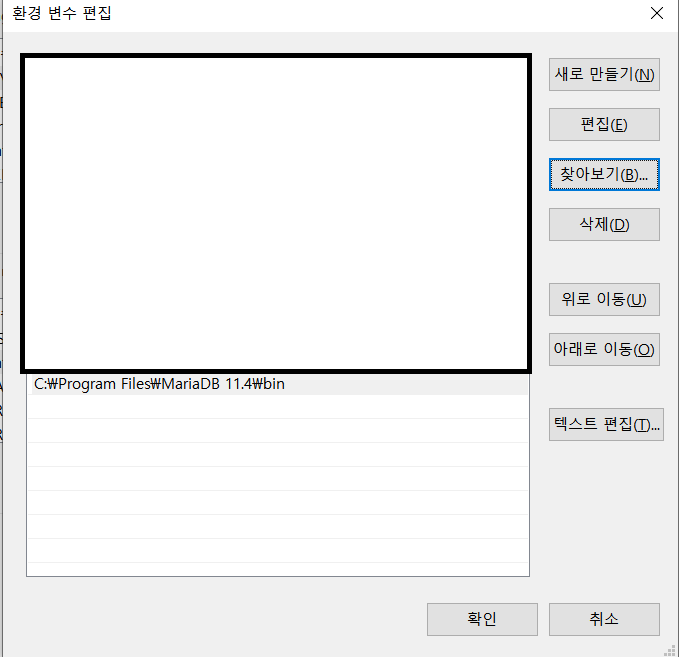 환경 변수 편집
새로 만들기(N)
편집(E)
찾아보기(B)...
삭제(D)
위로 이동(U)
아래로 이동(O)
C:₩Program Files₩MariaDB 11.4₩bin
텍스트 편집(T)...
확인
취소